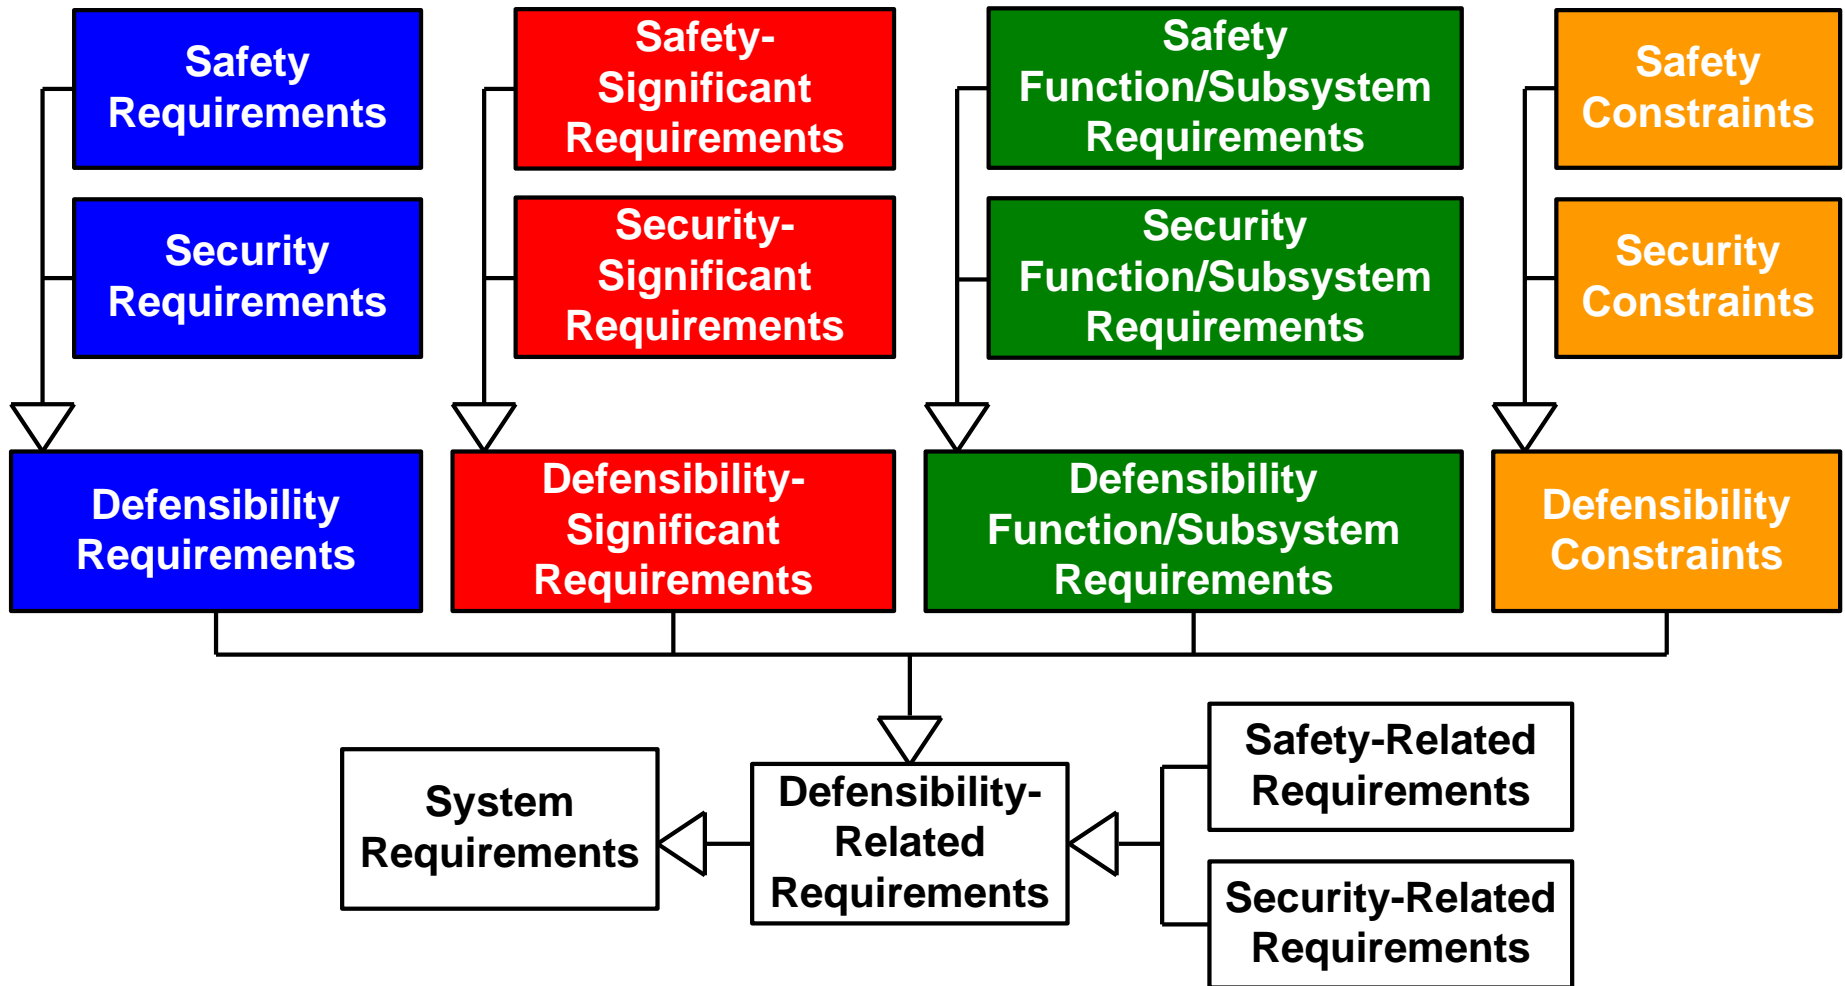 Safety
Requirements
Safety-
Significant
Requirements
Safety
Function/Subsystem
Requirements
Safety
Constraints
Security
Requirements
Security-
Significant
Requirements
Security
Function/Subsystem
Requirements
Security
Constraints
Defensibility
Requirements
Defensibility-
Significant
Requirements
Defensibility
Function/Subsystem
Requirements
Defensibility
Constraints
System
Requirements
Defensibility-
Related
Requirements
Safety-Related
Requirements
Security-Related
Requirements